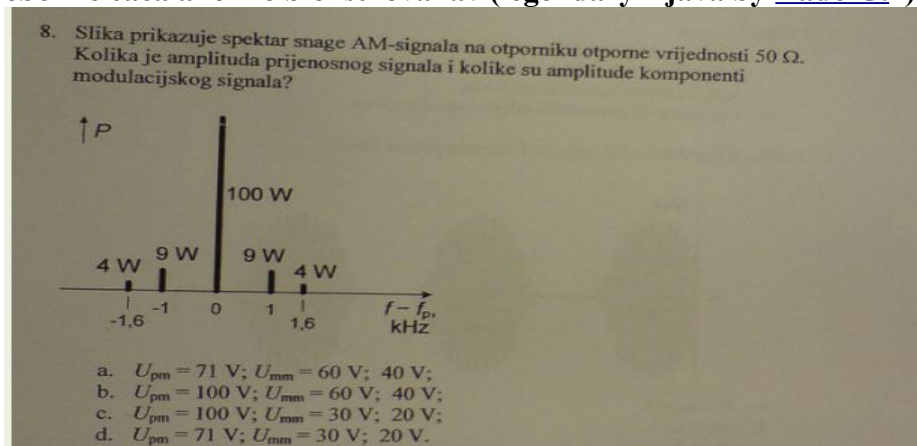 8. Slika prikazuje spektar snage AM-signala na otporniku otporne vrijednosti 50 Ω.
Kolika je amplituda prijenosnog signala i kolike su amplitude komponenti
modulacijskog signala?
↑P
100 W
9 W 9 W
4 W 4 W
-1 0 1 f – fp,
-1,6 1,6 kHz
a. Upm = 71 V; Umm = 60 V; 40 V;
b. Upm = 100 V; Umm = 60 V; 40 V;
c. Upm = 100 V; Umm = 30 V; 20 V;
d. Upm = 71 V; Umm = 30 V; 20 V.